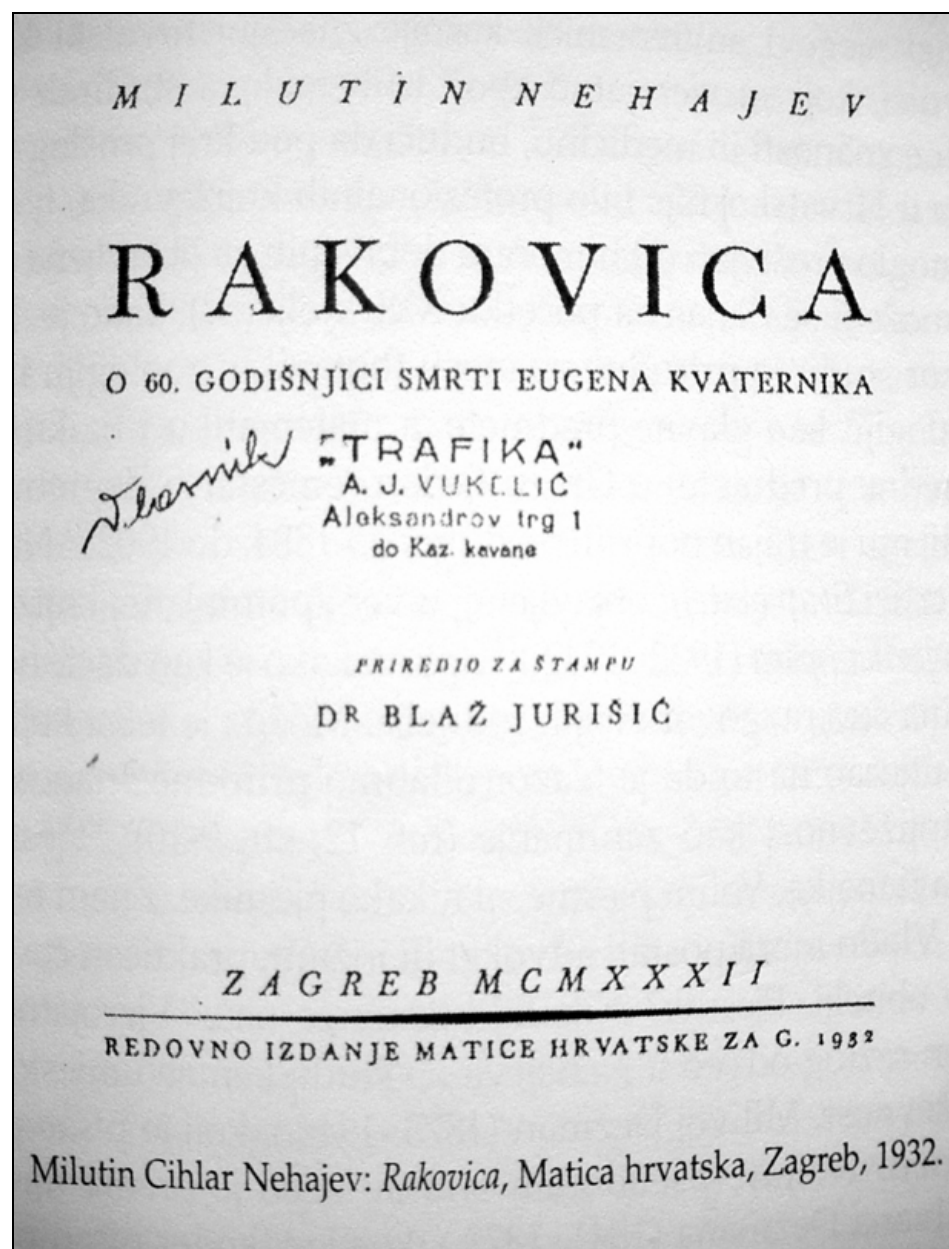 MILUTIN NEHAJEV
RAKOVICA
O 60. GODIŠNJICI SMRTI EUGENA KVATERNIKA
„TRAFIKA“
A. J. VUKELIĆ
Aleksandrov trg 1
do Kaz. kavane
PRIREDIO ZA ŠTAMPU
DR BLAŽ JURIŠIĆ
ZAGREB MCMXXXII
REDOVNO IZDANJE MATICE HRVATSKE ZA G. 1932
Milutin Cihlar Nehajev: Rakovica, Matica hrvatska, Zagreb, 1932.